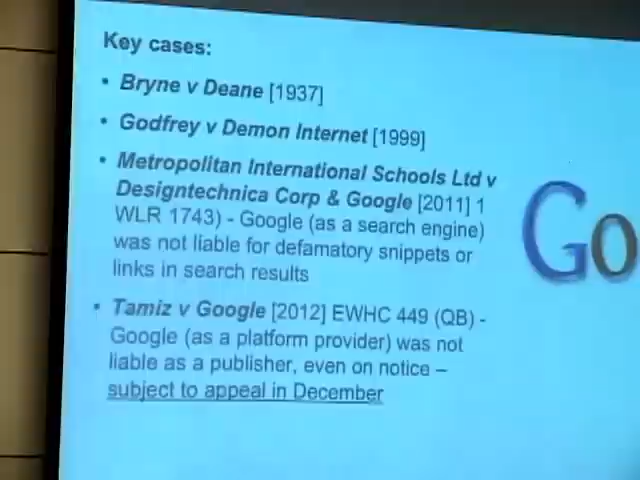 Key cases:
• Bryne v Deane [1937]
• Godfrey v Demon Internet [1999]
• Metropolitan International Schools Ltd v
Designtechnica Corp & Google [2011] 1
WLR 1743) - Google (as a search engine)
was not liable for defamatory snippets or
links in search results
• Tamiz v Google [2012] EWHC 449 (QB) -
Google (as a platform provider) was not
liable as a publisher, even on notice –
subject to appeal in December
Go